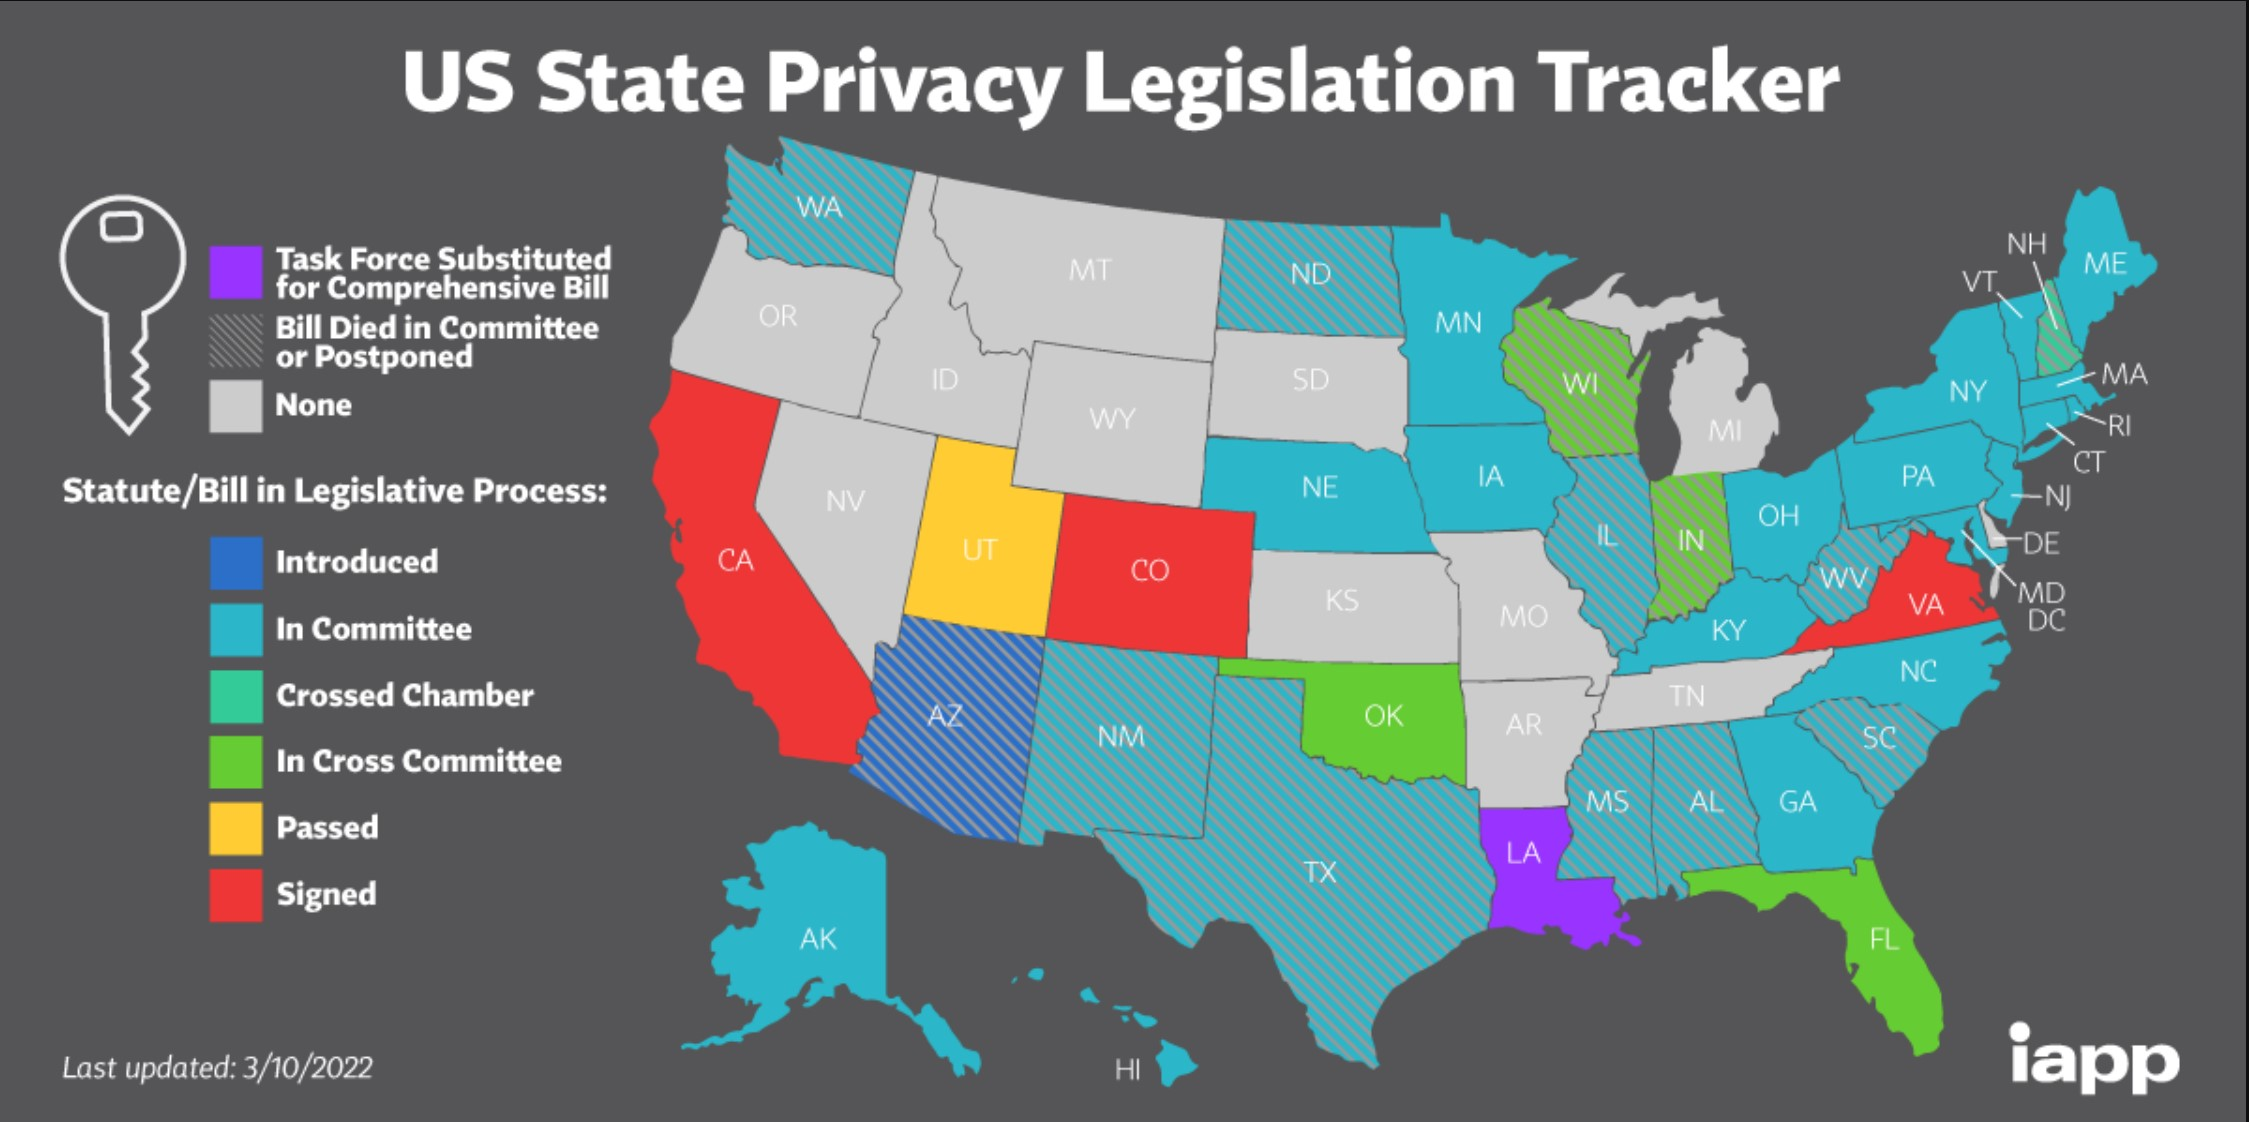 US State Privacy Legislation Tracker
Task Force Substituted
for Comprehensive Bill
Bill Died in Committee
or Postponed
None
Statute/Bill in Legislative Process:
Introduced
In Committee
Crossed Chamber
In Cross Committee
Passed
Signed
Last updated: 3/10/2022
WA
OR
CA
NV
ID
MT
WY
UT
CO
AZ
NM
ND
SD
NE
KS
OK
TX
MN
IA
MO
AR
LA
WI
IL
MI
IN
OH
KY
TN
MS
AL
GA
FL
SC
NC
VA
WV
PA
NY
VT
NH
ME
MA
RI
CT
NJ
DE
MD
DC
AK
HI
iapp